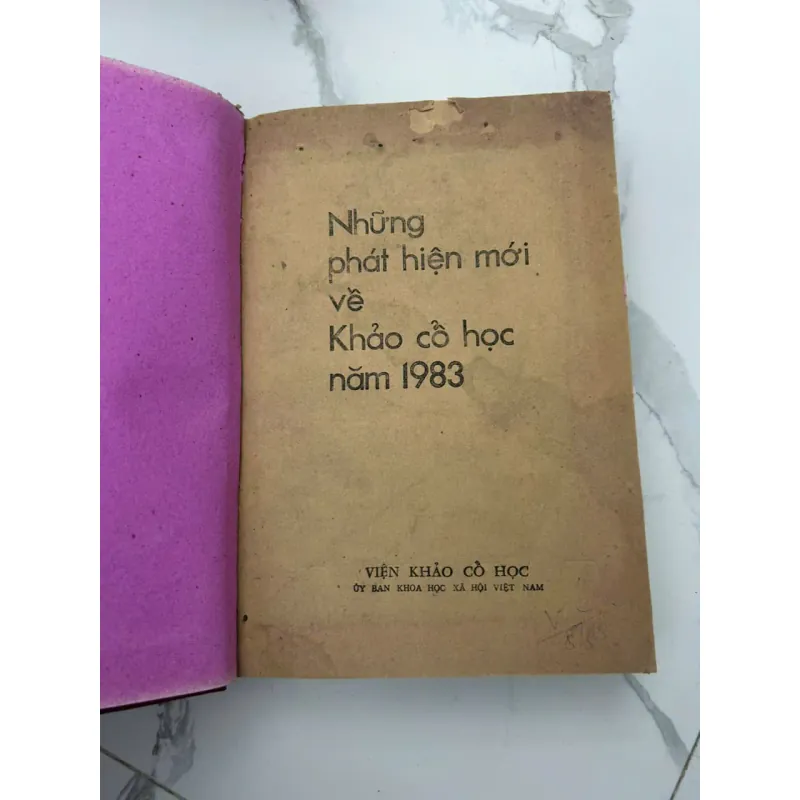 Những
phát hiện mới
về
Khảo cổ học
năm 1983
VIỆN KHẢO CỔ HỌC
ỦY BAN KHOA HỌC XÃ HỘI VIỆT NAM